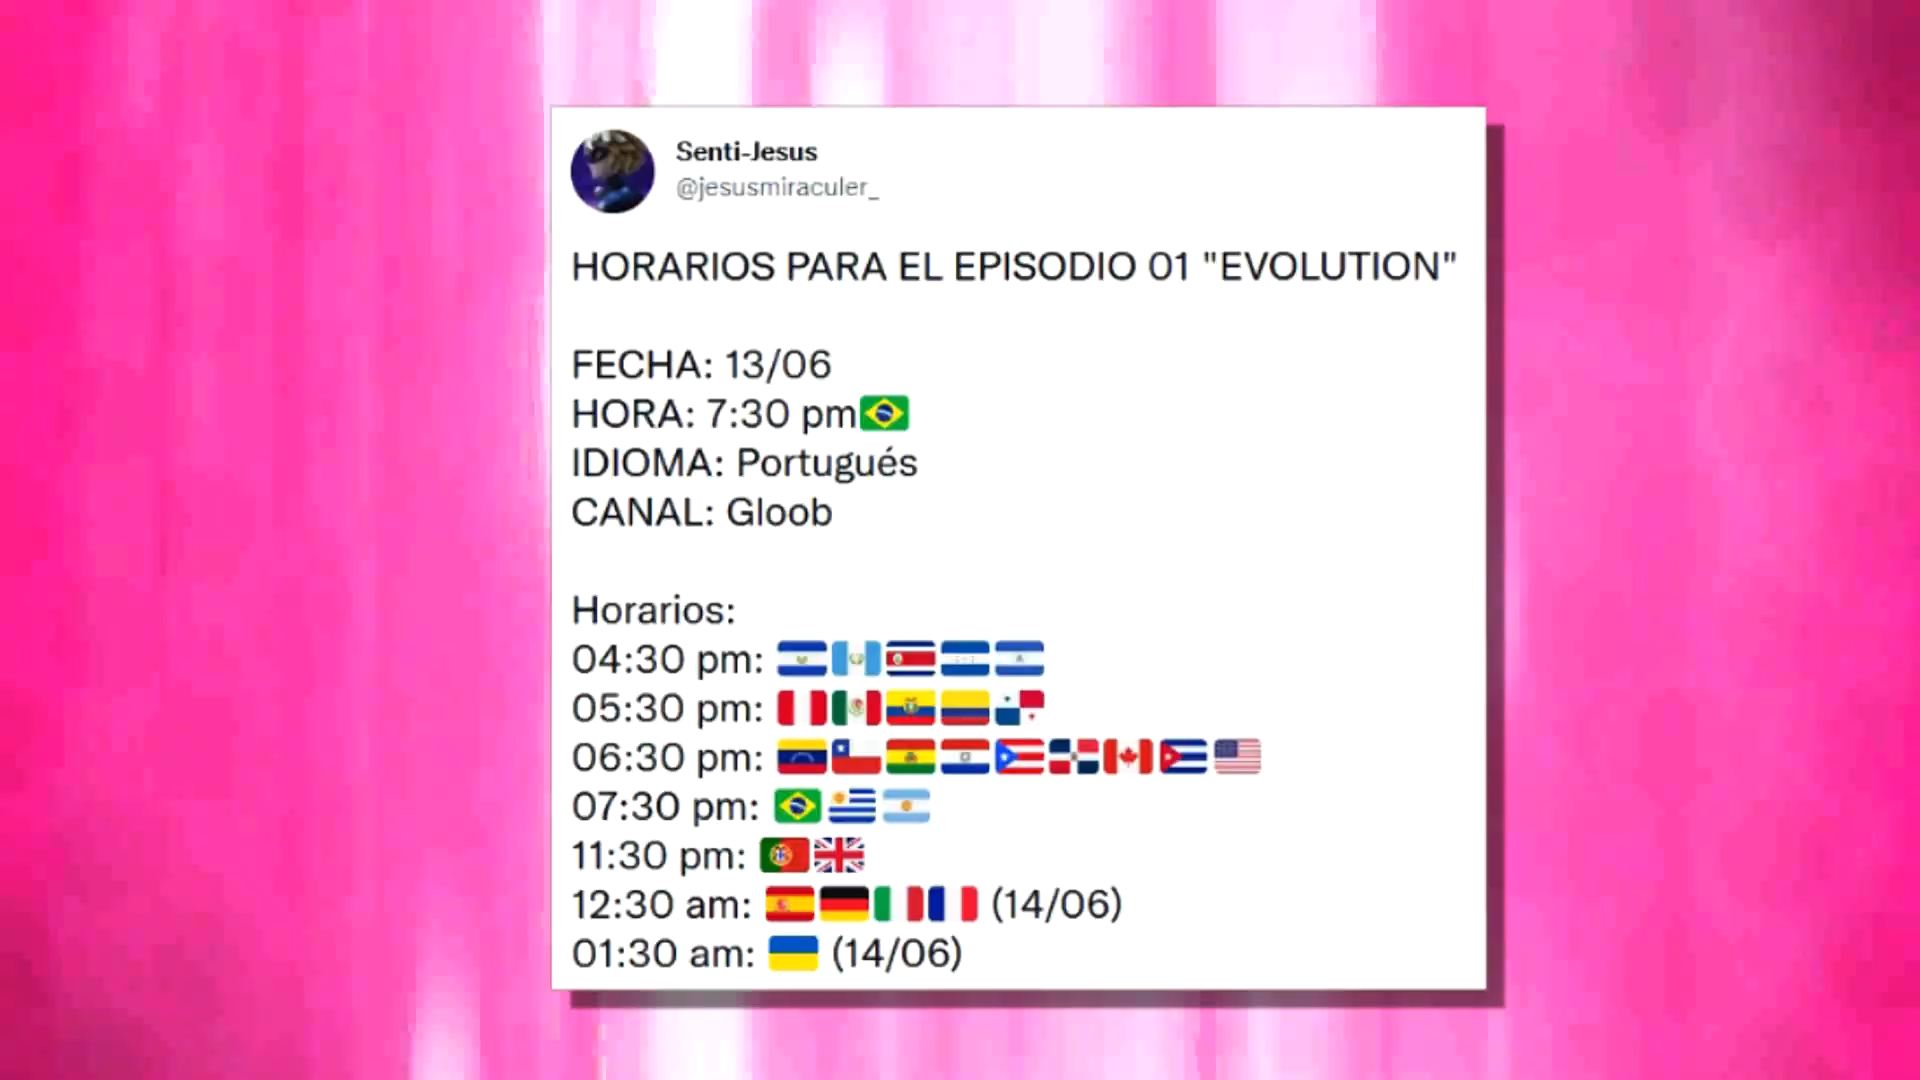 Senti-Jesus
@jesusmiraculer_
HORARIOS PARA EL EPISODIO 01 "EVOLUTION"
FECHA: 13/06
HORA: 7:30 pm🇧🇷
IDIOMA: Portugués
CANAL: Gloob
Horarios:
04:30 pm: 🇸🇻🇬🇹🇨🇷🇭🇳🇳🇮
05:30 pm: 🇵🇪🇲🇽🇪🇨🇨🇴🇵🇦
06:30 pm: 🇻🇪🇨🇱🇧🇴🇵🇾🇵🇷🇩🇴🇨🇦🇨🇺🇺🇸
07:30 pm: 🇧🇷🇺🇾🇦🇷
11:30 pm: 🇵🇹🇬🇧
12:30 am: 🇪🇸🇩🇪🇮🇹🇫🇷 (14/06)
01:30 am: 🇺🇦 (14/06)